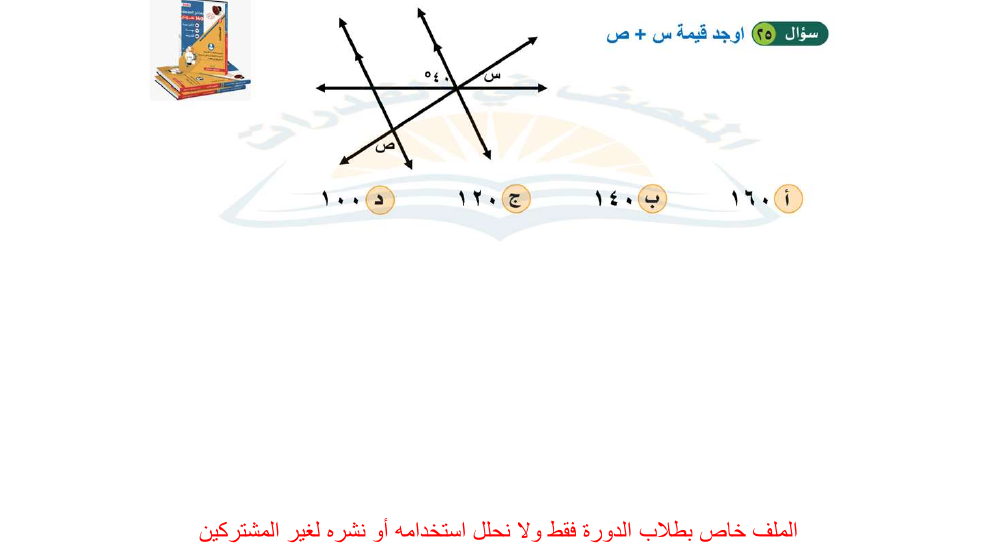 سؤال ٢٥ اوجد قيمة س + ص
٤٠°
س
ص
أ ١٦٠ ب ١٤٠ ج ١٢٠ د ١٠٠
الملف خاص بطلاب الدورة فقط ولا نحلل استخدامه أو نشره لغير المشتركين